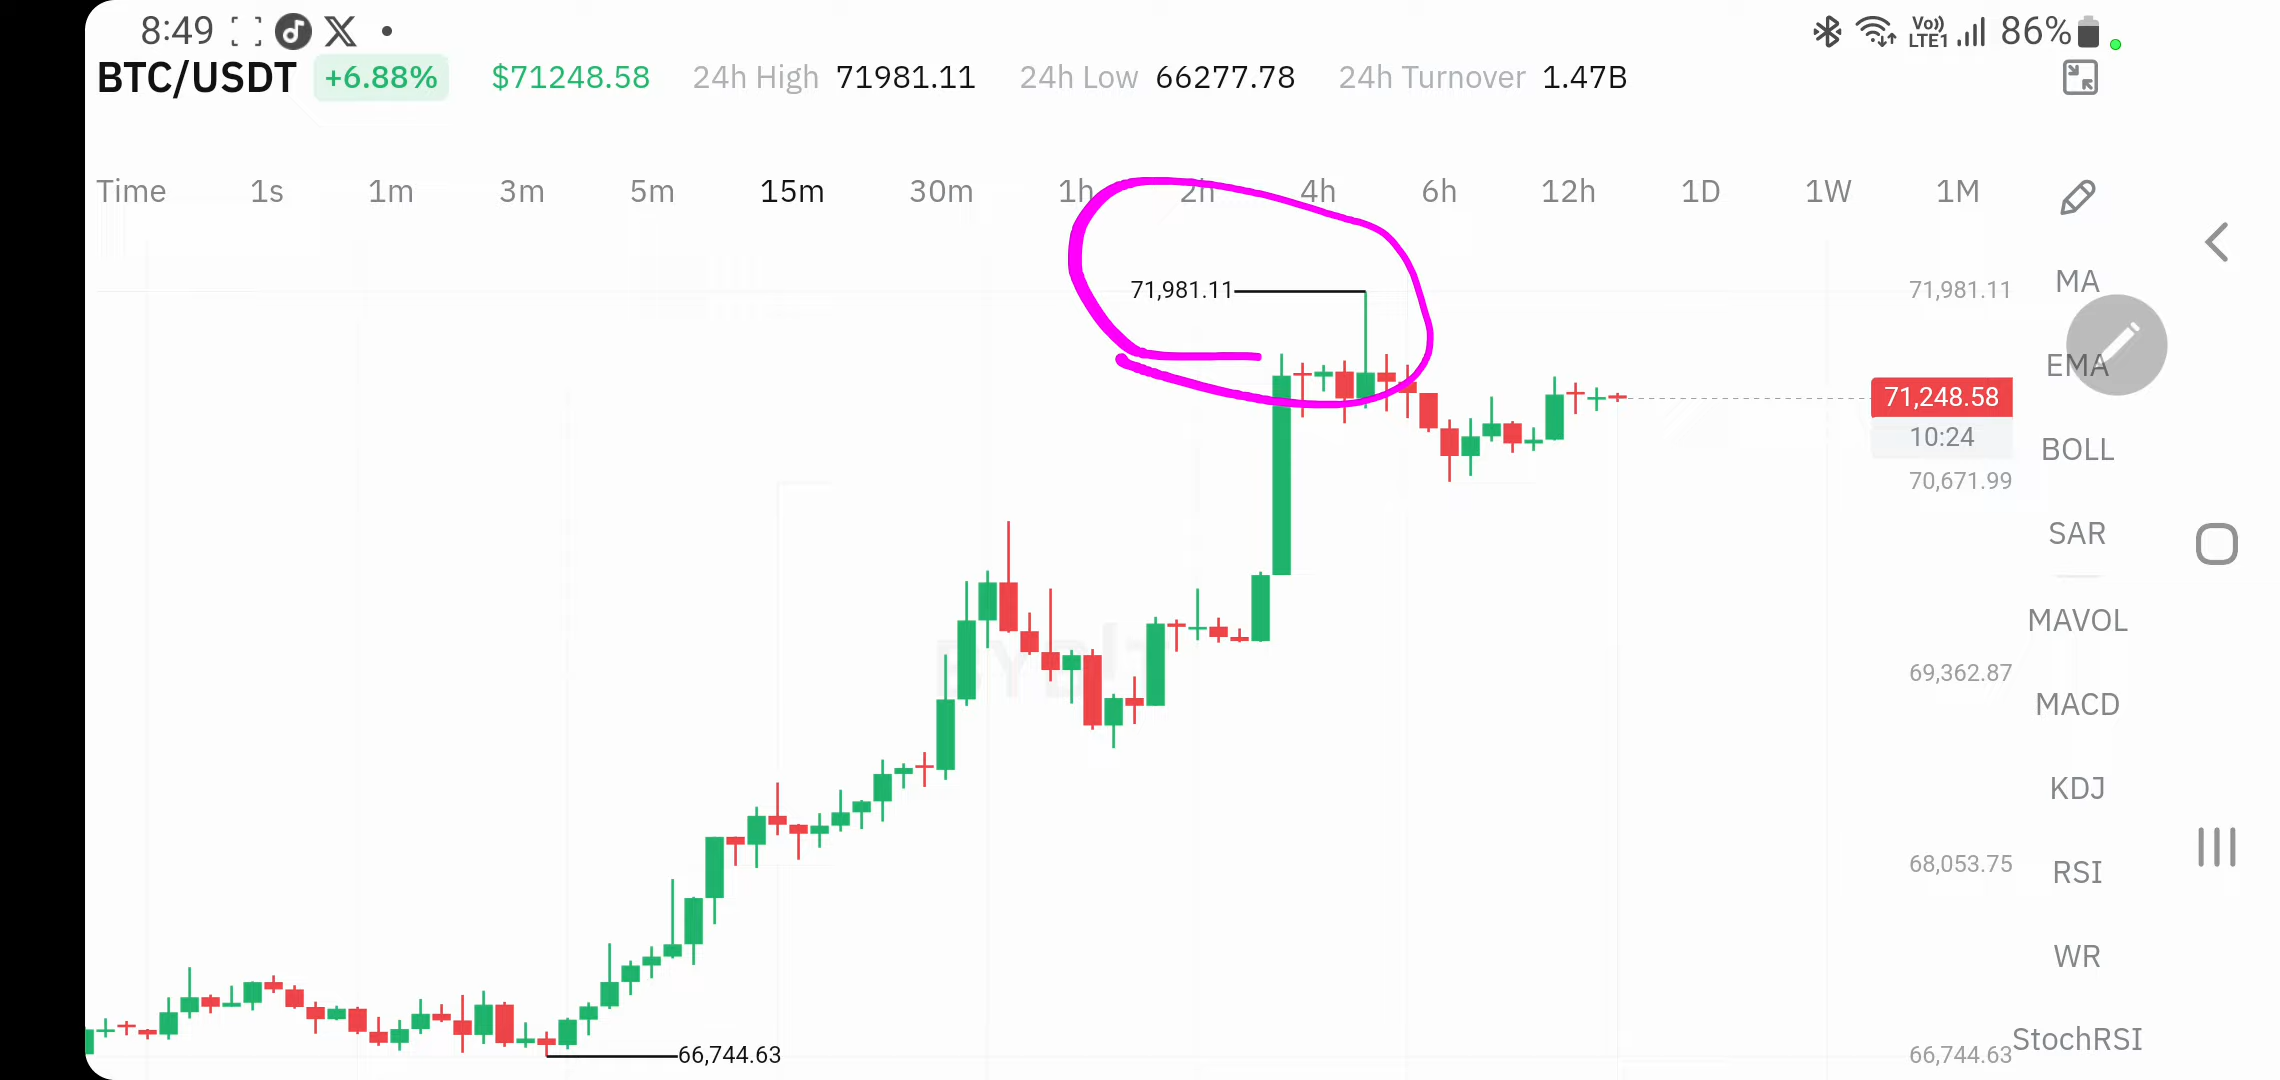 8:49 Vo)) LTE1 86%
BTC/USDT +6.88% $71248.58 24h High 71981.11 24h Low 66277.78 24h Turnover 1.47B
Time 1s 1m 3m 5m 15m 30m 1h 2h 4h 6h 12h 1D 1W 1M
MA
71,981.11 71,981.11
EMA
71,248.58
10:24
BOLL
70,671.99
SAR
MAVOL
69,362.87
MACD
KDJ
68,053.75
RSI
WR
StochRSI
66,744.63 66,744.63